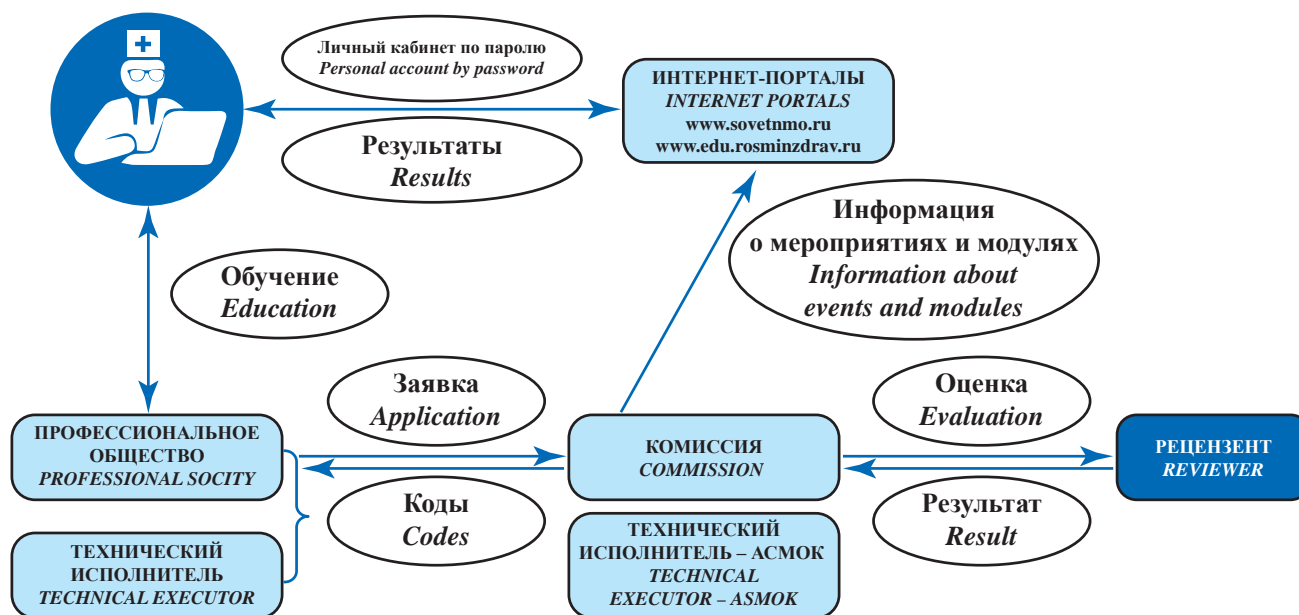 Личный кабинет по паролю
Personal account by password
ИНТЕРНЕТ-ПОРТАЛЫ
INTERNET PORTALS
www.sovetnmo.ru
www.edu.rosminzdrav.ru
Результаты
Results
Информация
о мероприятиях и модулях
Information about
events and modules
Обучение
Education
Заявка
Application
Оценка
Evaluation
ПРОФЕССИОНАЛЬНОЕ
ОБЩЕСТВО
PROFESSIONAL SOCITY
КОМИССИЯ
COMMISSION
РЕЦЕНЗЕНТ
REVIEWER
Коды
Codes
Результат
Result
ТЕХНИЧЕСКИЙ
ИСПОЛНИТЕЛЬ
TECHNICAL EXECUTOR
ТЕХНИЧЕСКИЙ
ИСПОЛНИТЕЛЬ – АСМОК
TECHNICAL
EXECUTOR – ASMOK